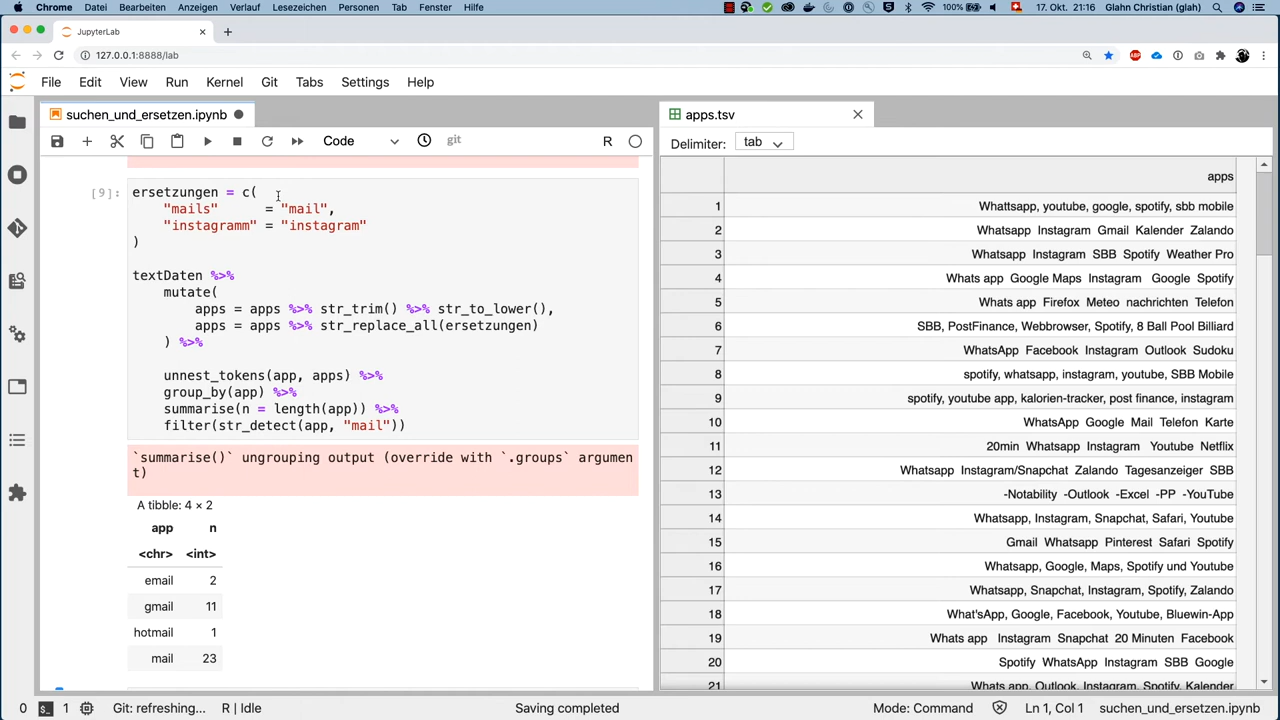 Chrome Datei Bearbeiten Anzeigen Verlauf Lesezeichen Personen Tab Fenster Hilfe 100% 17. Okt. 21:16 Glahn Christian (glah)
JupyterLab
127.0.0.1:8888/lab
File Edit View Run Kernel Git Tabs Settings Help
suchen_und_ersetzen.ipynb
Code git R
[9]:
ersetzungen = c(
"mails" = "mail",
"instagramm" = "instagram"
)
textDaten %>%
mutate(
apps = apps %>% str_trim() %>% str_to_lower(),
apps = apps %>% str_replace_all(ersetzungen)
) %>%
unnest_tokens(app, apps) %>%
group_by(app) %>%
summarise(n = length(app)) %>%
filter(str_detect(app, "mail"))
`summarise()` ungrouping output (override with `.groups` argumen
t)
A tibble: 4 × 2
app n
<chr> <int>
email 2
gmail 11
hotmail 1
mail 23
apps.tsv
Delimiter: tab
apps
1 Whattsapp, youtube, google, spotify, sbb mobile
2 Whatsapp Instagram Gmail Kalender Zalando
3 Whatsapp Instagram SBB Spotify Weather Pro
4 Whats app Google Maps Instagram Google Spotify
5 Whats app Firefox Meteo nachrichten Telefon
6 SBB, PostFinance, Webbrowser, Spotify, 8 Ball Pool Billiard
7 WhatsApp Facebook Instagram Outlook Sudoku
8 spotify, whatsapp, instagram, youtube, SBB Mobile
9 spotify, youtube app, kalorien-tracker, post finance, instagram
10 WhatsApp Google Mail Telefon Karte
11 20min Whatsapp Instagram Youtube Netflix
12 Whatsapp Instagram/Snapchat Zalando Tagesanzeiger SBB
13 -Notability -Outlook -Excel -PP -YouTube
14 Whatsapp, Instagram, Snapchat, Safari, Youtube
15 Gmail Whatsapp Pinterest Safari Spotify
16 Whatsapp, Google, Maps, Spotify und Youtube
17 Whatsapp, Snapchat, Instagram, Spotify, Zalando
18 What'sApp, Google, Facebook, Youtube, Bluewin-App
19 Whats app Instagram Snapchat 20 Minuten Facebook
20 Spotify WhatsApp Instagram SBB Google
21 Whats app, Outlook, Instagram, Spotify, Kalender
0 1 Git: refreshing... R | Idle Saving completed Mode: Command Ln 1, Col 1 suchen_und_ersetzen.ipynb